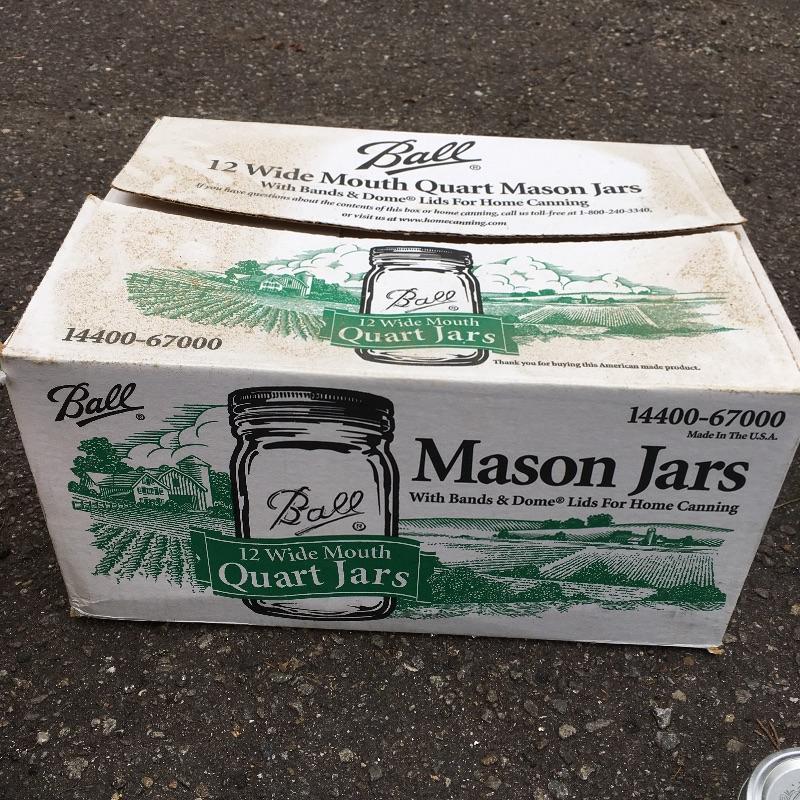 Ball®
12 Wide Mouth Quart Mason Jars
With Bands & Dome® Lids For Home Canning
If you have questions about the contents of this box or home canning, call us toll-free at 1-800-240-3340,
or visit us at www.homecanning.com
Ball®
12 Wide Mouth
Quart Jars
14400-67000
Thank you for buying this American made product.
Ball®
14400-67000
Made In The U.S.A.
Mason Jars
With Bands & Dome® Lids For Home Canning
Ball®
12 Wide Mouth
Quart Jars